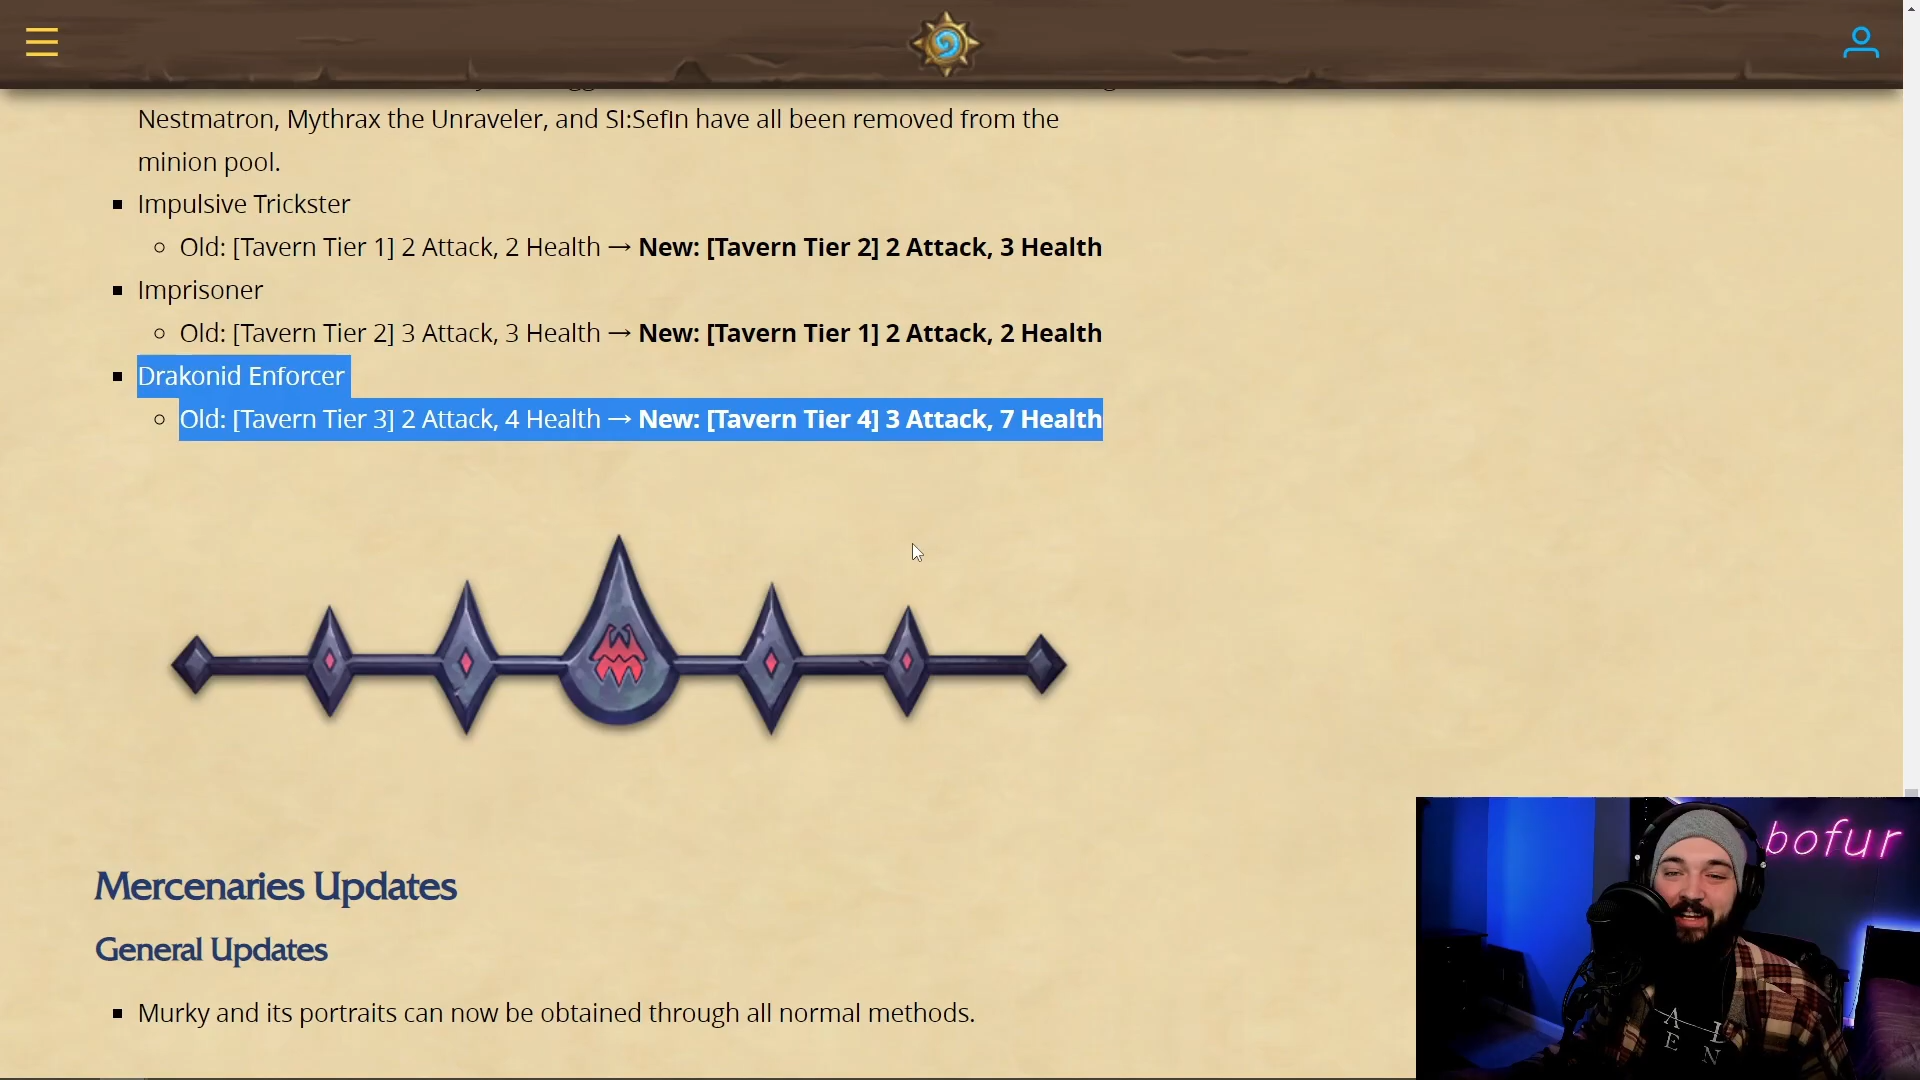 Nestmatron, Mythrax the Unraveler, and SI:Sefin have all been removed from the
minion pool.
Impulsive Trickster
Old: [Tavern Tier 1] 2 Attack, 2 Health → New: [Tavern Tier 2] 2 Attack, 3 Health
Imprisoner
Old: [Tavern Tier 2] 3 Attack, 3 Health → New: [Tavern Tier 1] 2 Attack, 2 Health
Drakonid Enforcer
Old: [Tavern Tier 3] 2 Attack, 4 Health → New: [Tavern Tier 4] 3 Attack, 7 Health
Mercenaries Updates
General Updates
Murky and its portraits can now be obtained through all normal methods.
bofur
A L
E N